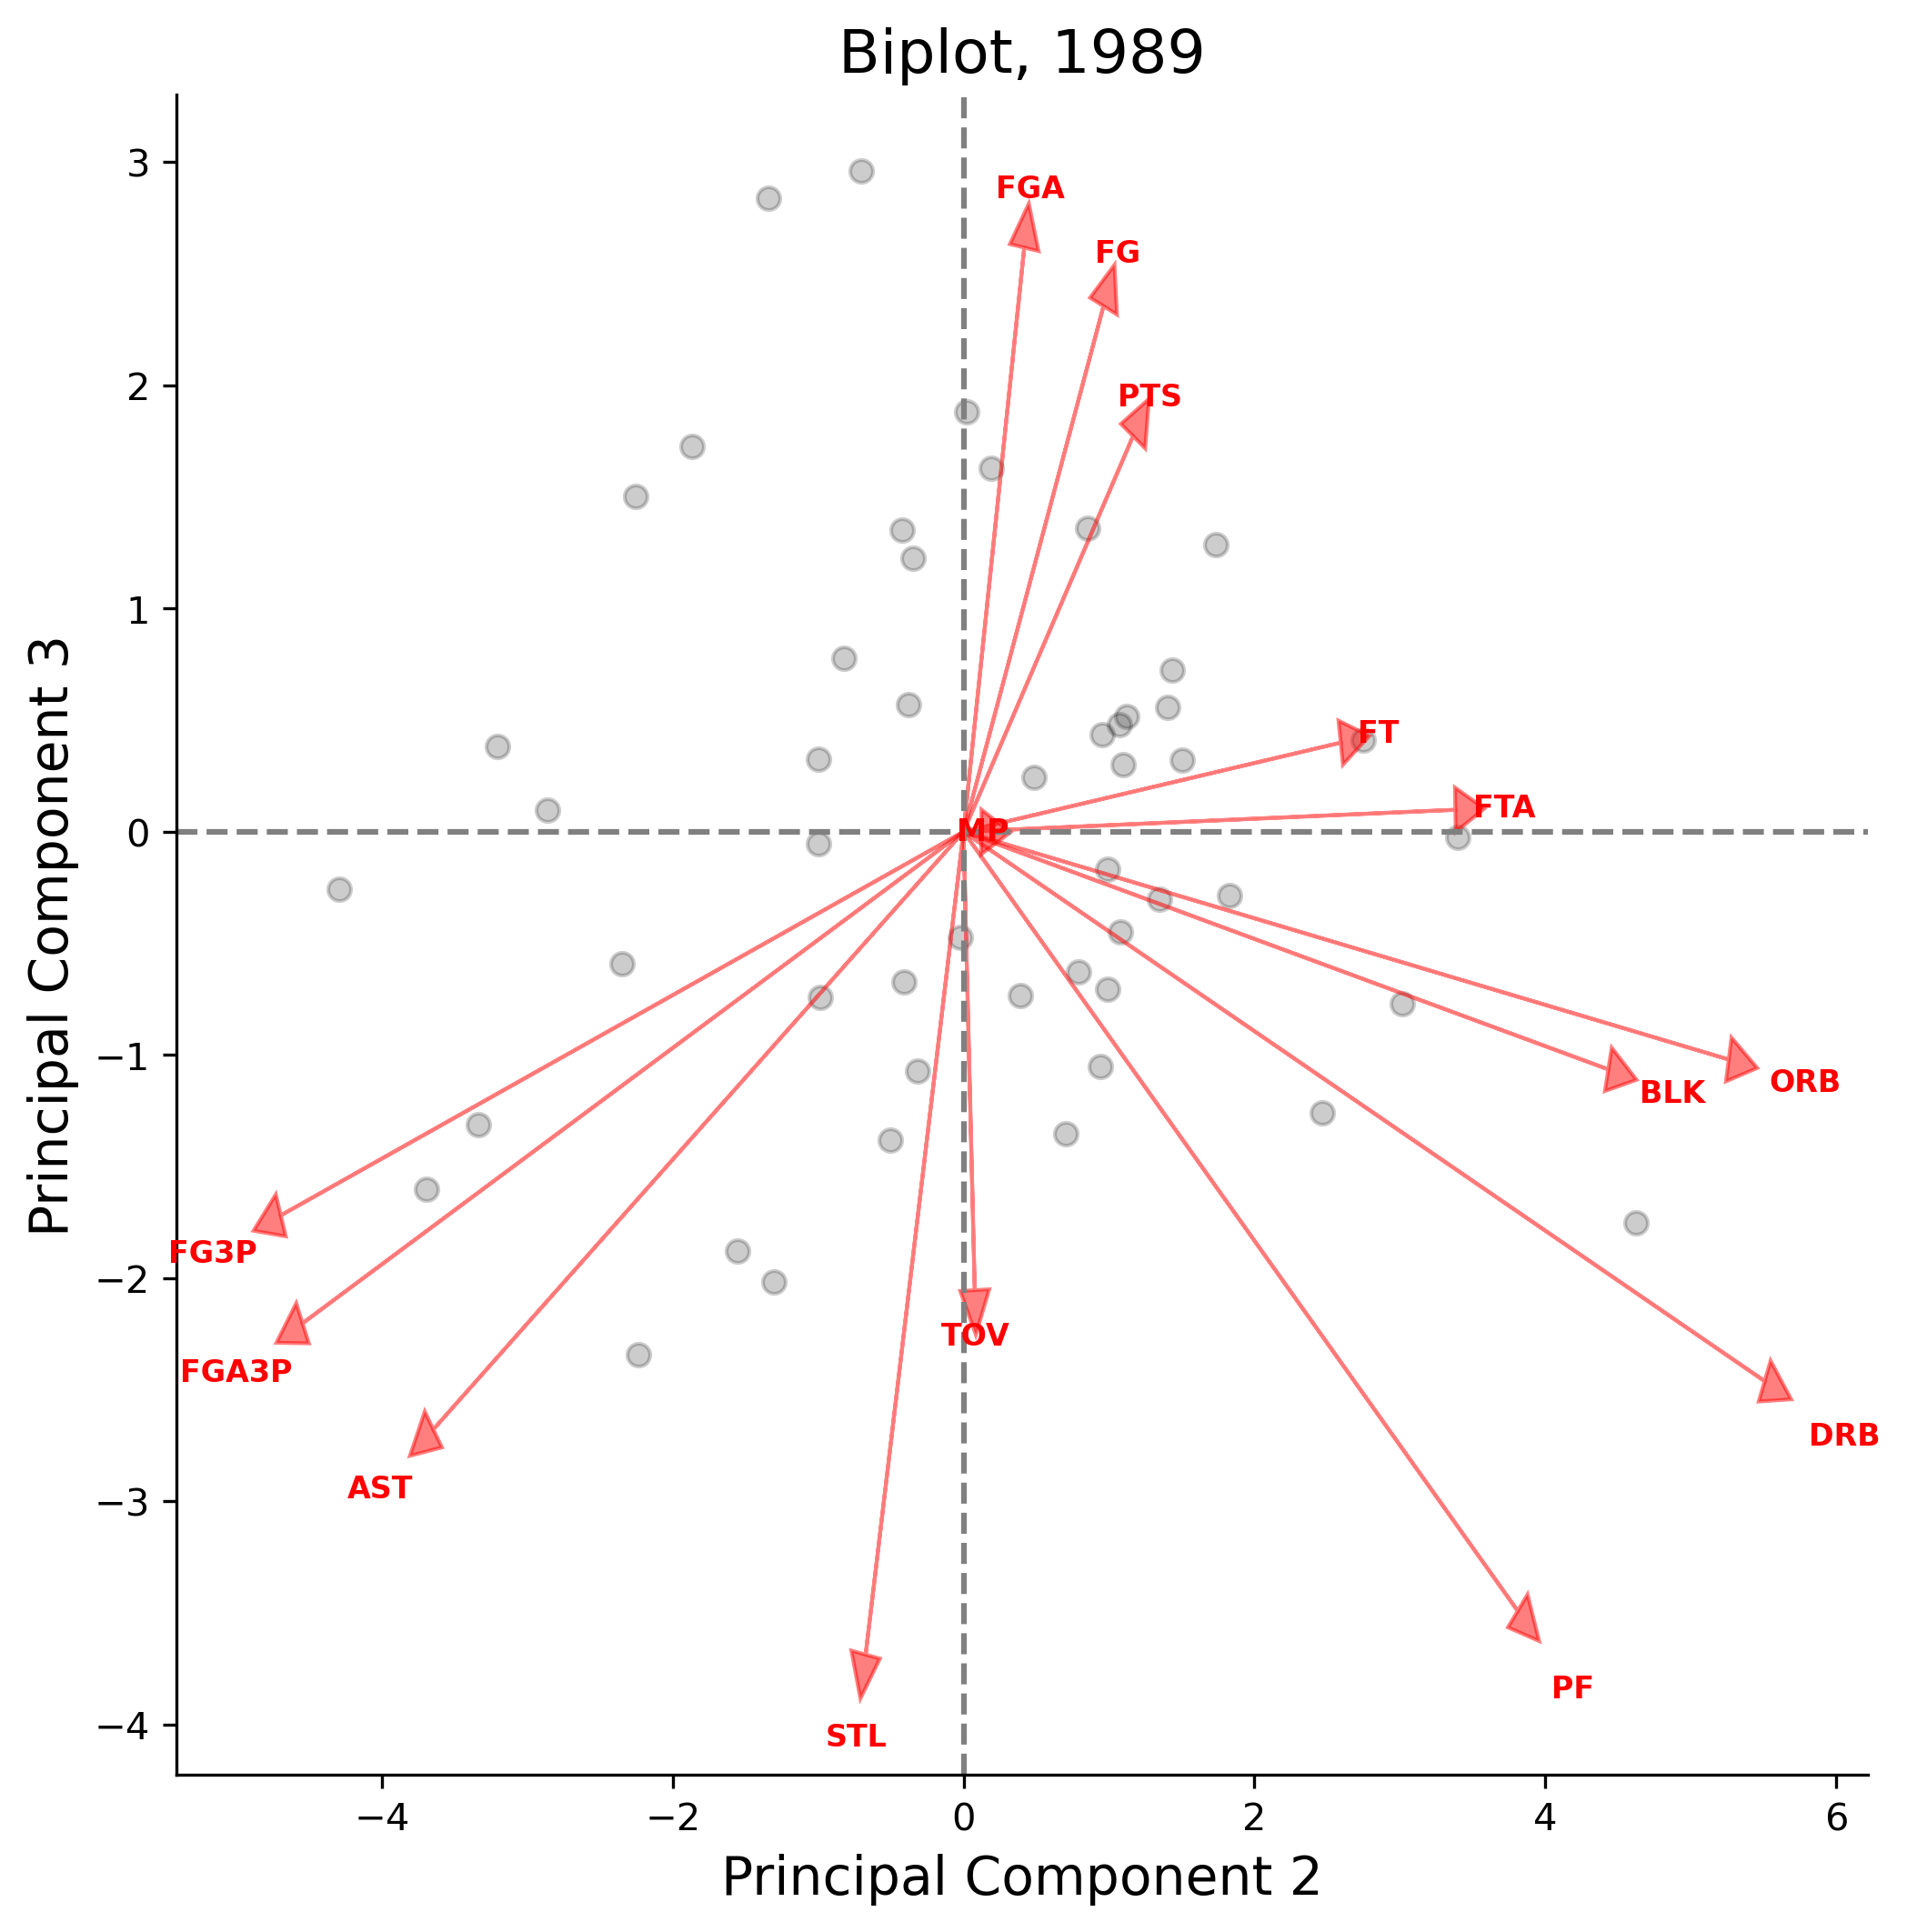 Biplot, 1989
3
2
1
0
−1
−2
−3
−4
Principal Component 3
FGA
FG
PTS
FT
FTA
MP
ORB
BLK
FG3P
TOV
FGA3P
DRB
AST
PF
STL
−4
−2
0
2
4
6
Principal Component 2